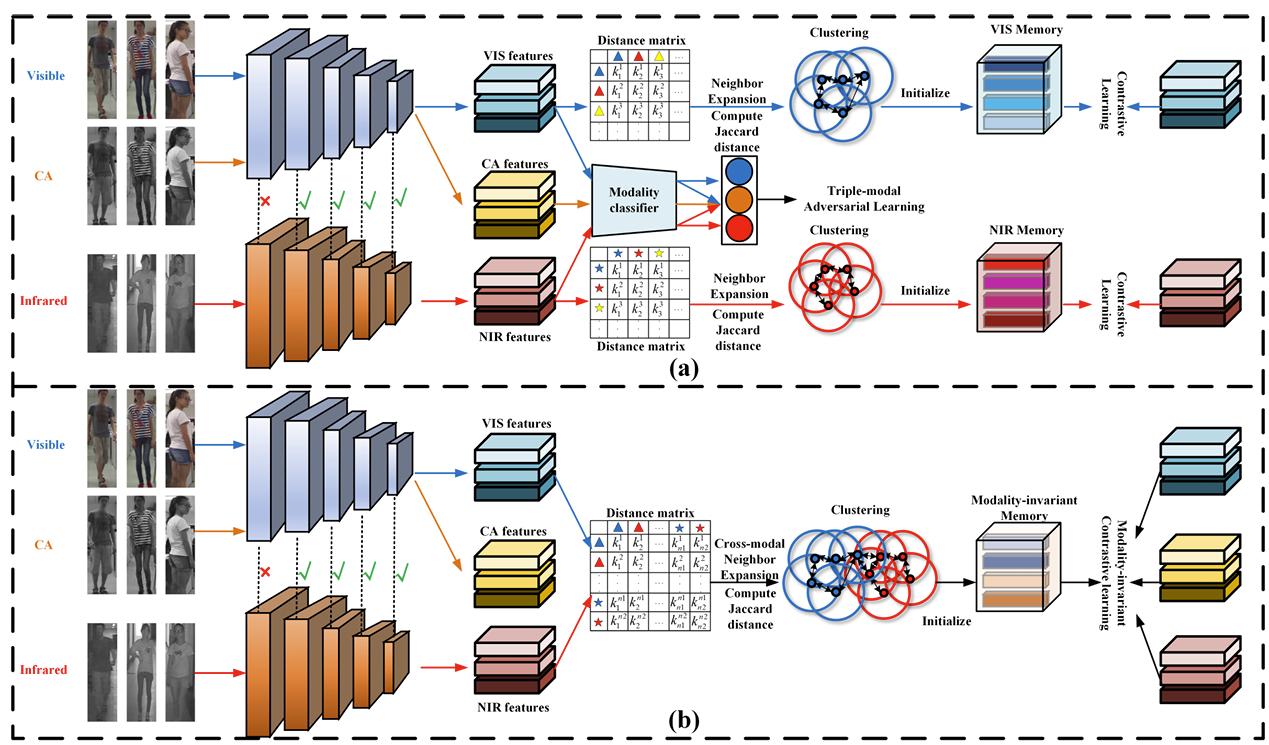 Visible
CA
Infrared
VIS features
CA features
NIR features
Distance matrix
k_1^1 k_2^1 k_3^1 ...
k_1^2 k_2^2 k_3^2 ...
k_1^3 k_2^3 k_3^3 ...
Neighbor
Expansion
Compute
Jaccard
distance
Clustering
Initialize
VIS Memory
Contrastive
Learning
Modality
classifier
Triple-modal
Adversarial Learning
k_1^1 k_2^1 k_3^1 ...
k_1^2 k_2^2 k_3^2 ...
k_1^3 k_2^3 k_3^3 ...
Distance matrix
Neighbor
Expansion
Compute
Jaccard
distance
Clustering
Initialize
NIR Memory
Contrastive
Learning
(a)
Visible
CA
Infrared
VIS features
CA features
NIR features
Distance matrix
k_1^1 k_2^1 ... k_{n1}^1 k_{n2}^1
k_1^2 k_2^2 ... k_{n1}^2 k_{n2}^2
k_1^{n1} k_2^{n1} ... k_{n1}^{n1} k_{n2}^{n1}
k_1^{n2} k_2^{n2} ... k_{n1}^{n2} k_{n2}^{n2}
Cross-modal
Neighbor
Expansion
Compute
Jaccard
distance
Clustering
Initialize
Modality-invariant
Memory
Modality-invariant
Contrastive learning
(b)